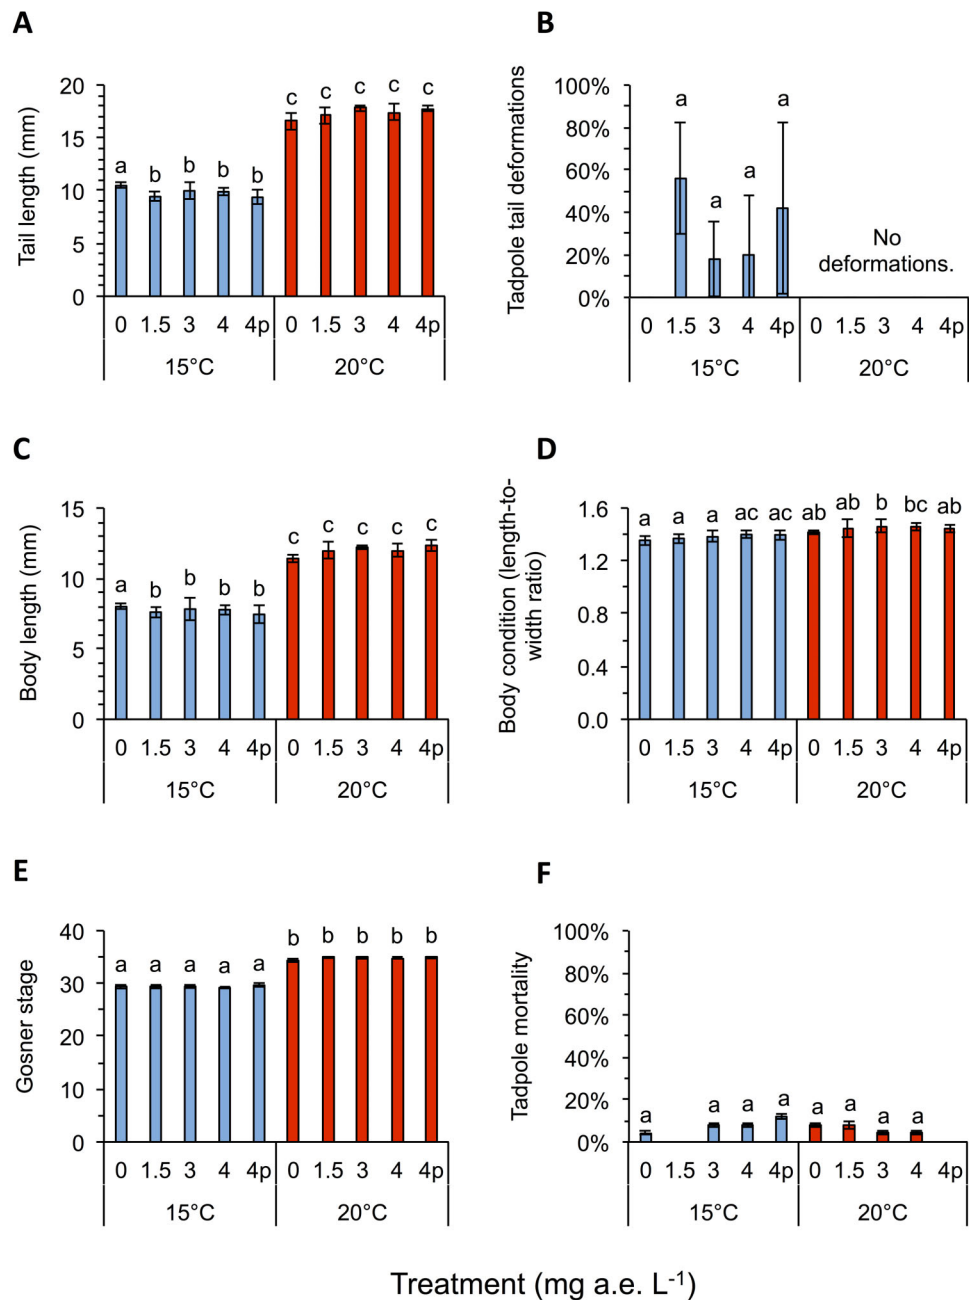 A
Tail length (mm)
20
15
10
5
0
a b b b b c c c c c
0 1.5 3 4 4p 0 1.5 3 4 4p
15°C 20°C
B
Tadpole tail deformations
100%
80%
60%
40%
20%
0%
a a a a
No
deformations.
0 1.5 3 4 4p 0 1.5 3 4 4p
15°C 20°C
C
Body length (mm)
15
10
5
0
a b b b b c c c c c
0 1.5 3 4 4p 0 1.5 3 4 4p
15°C 20°C
D
Body condition (length-to-
width ratio)
1.6
1.2
0.8
0.4
0.0
a a a ac ac ab ab b bc ab
0 1.5 3 4 4p 0 1.5 3 4 4p
15°C 20°C
E
Gosner stage
40
30
20
10
0
a a a a a b b b b b
0 1.5 3 4 4p 0 1.5 3 4 4p
15°C 20°C
F
Tadpole mortality
100%
80%
60%
40%
20%
0%
a a a a a a a a
0 1.5 3 4 4p 0 1.5 3 4 4p
15°C 20°C
Treatment (mg a.e. L⁻¹)